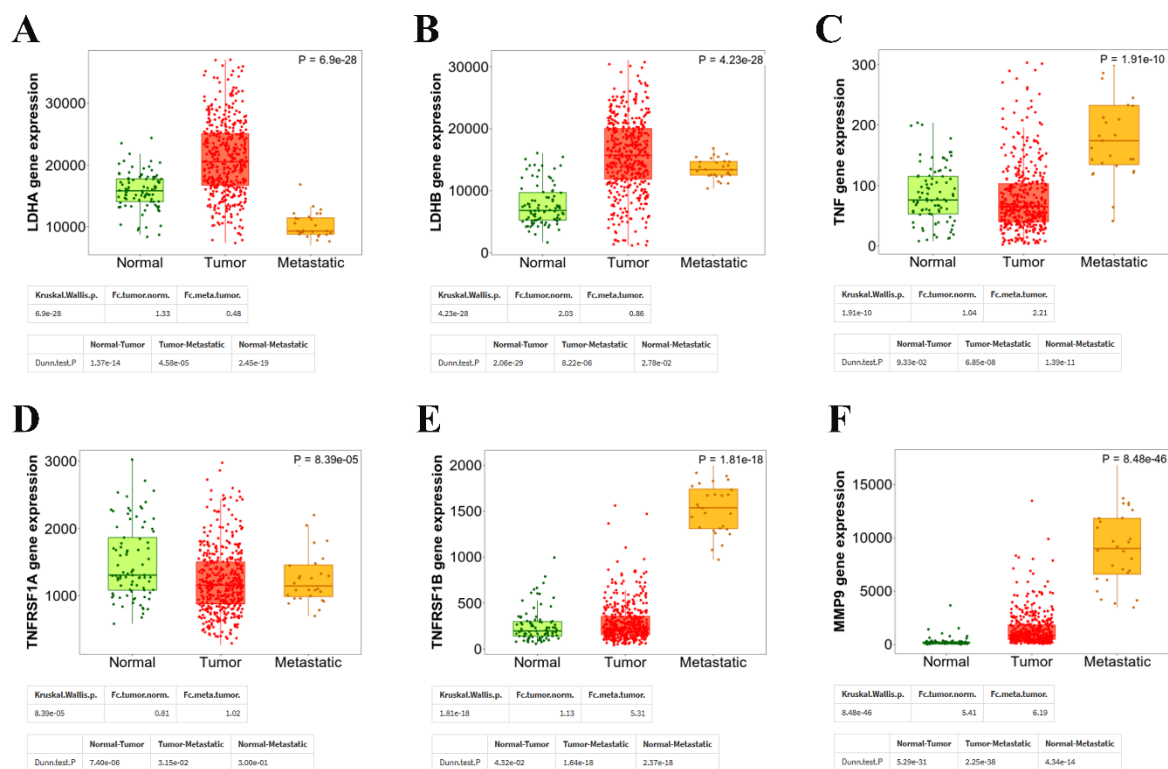 A
P = 6.9e-28
LDHA gene expression
30000
20000
10000
Normal Tumor Metastatic
Kruskal.Wallis.p. Fc.tumor.norm. Fc.meta.tumor.
6.9e-28 1.33 0.48
Normal-Tumor Tumor-Metastatic Normal-Metastatic
Dunn.test.P 1.37e-14 4.58e-05 2.45e-19
B
P = 4.23e-28
LDHB gene expression
30000
20000
10000
0
Normal Tumor Metastatic
Kruskal.Wallis.p. Fc.tumor.norm. Fc.meta.tumor.
4.23e-28 2.03 0.86
Normal-Tumor Tumor-Metastatic Normal-Metastatic
Dunn.test.P 2.06e-29 8.22e-06 2.78e-02
C
P = 1.91e-10
TNF gene expression
300
200
100
0
Normal Tumor Metastatic
Kruskal.Wallis.p. Fc.tumor.norm. Fc.meta.tumor.
1.91e-10 1.04 2.21
Normal-Tumor Tumor-Metastatic Normal-Metastatic
Dunn.test.P 9.33e-02 6.85e-08 1.39e-11
D
P = 8.39e-05
TNFRSF1A gene expression
3000
2000
1000
Normal Tumor Metastatic
Kruskal.Wallis.p. Fc.tumor.norm. Fc.meta.tumor.
8.39e-05 0.81 1.02
Normal-Tumor Tumor-Metastatic Normal-Metastatic
Dunn.test.P 7.40e-06 3.15e-02 3.00e-01
E
P = 1.81e-18
TNFRSF1B gene expression
2000
1500
1000
500
0
Normal Tumor Metastatic
Kruskal.Wallis.p. Fc.tumor.norm. Fc.meta.tumor.
1.81e-18 1.13 5.31
Normal-Tumor Tumor-Metastatic Normal-Metastatic
Dunn.test.P 4.32e-02 1.64e-18 2.37e-18
F
P = 8.48e-46
MMP9 gene expression
15000
10000
5000
0
Normal Tumor Metastatic
Kruskal.Wallis.p. Fc.tumor.norm. Fc.meta.tumor.
8.48e-46 5.41 6.19
Normal-Tumor Tumor-Metastatic Normal-Metastatic
Dunn.test.P 5.29e-31 2.25e-38 4.34e-14